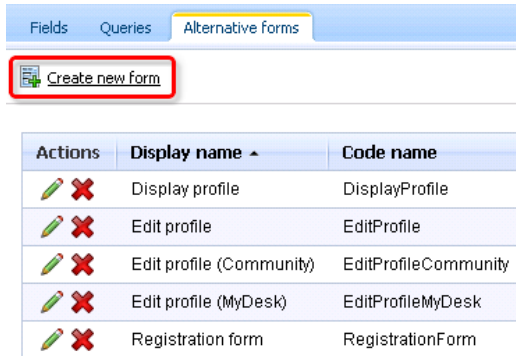 Fields Queries Alternative forms
Create new form
Actions Display name Code name
Display profile DisplayProfile
Edit profile EditProfile
Edit profile (Community) EditProfileCommunity
Edit profile (MyDesk) EditProfileMyDesk
Registration form RegistrationForm